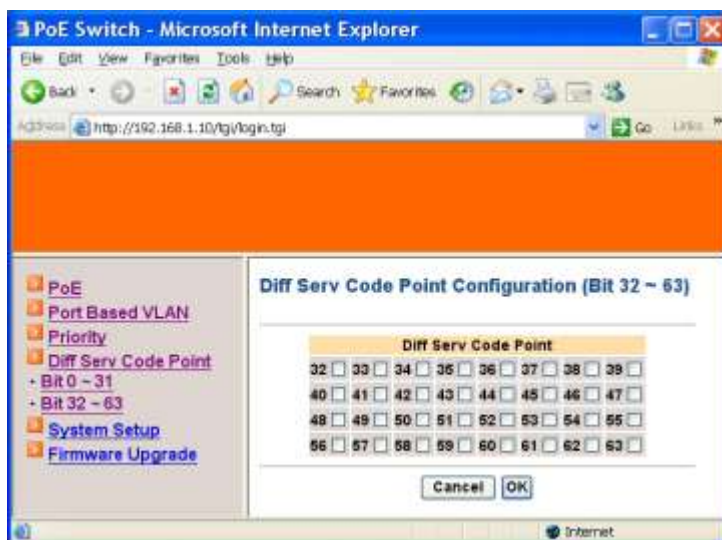 PoE Switch - Microsoft Internet Explorer
File Edit View Favorites Tools Help
Back Search Favorites
Address http://192.168.1.10/tgi/login.tgi Go Links »
PoE
Port Based VLAN
Priority
Diff Serv Code Point
• Bit 0 ~ 31
• Bit 32 ~ 63
System Setup
Firmware Upgrade
Diff Serv Code Point Configuration (Bit 32 ~ 63)
Diff Serv Code Point
32 33 34 35 36 37 38 39
40 41 42 43 44 45 46 47
48 49 50 51 52 53 54 55
56 57 58 59 60 61 62 63
Cancel OK
Internet